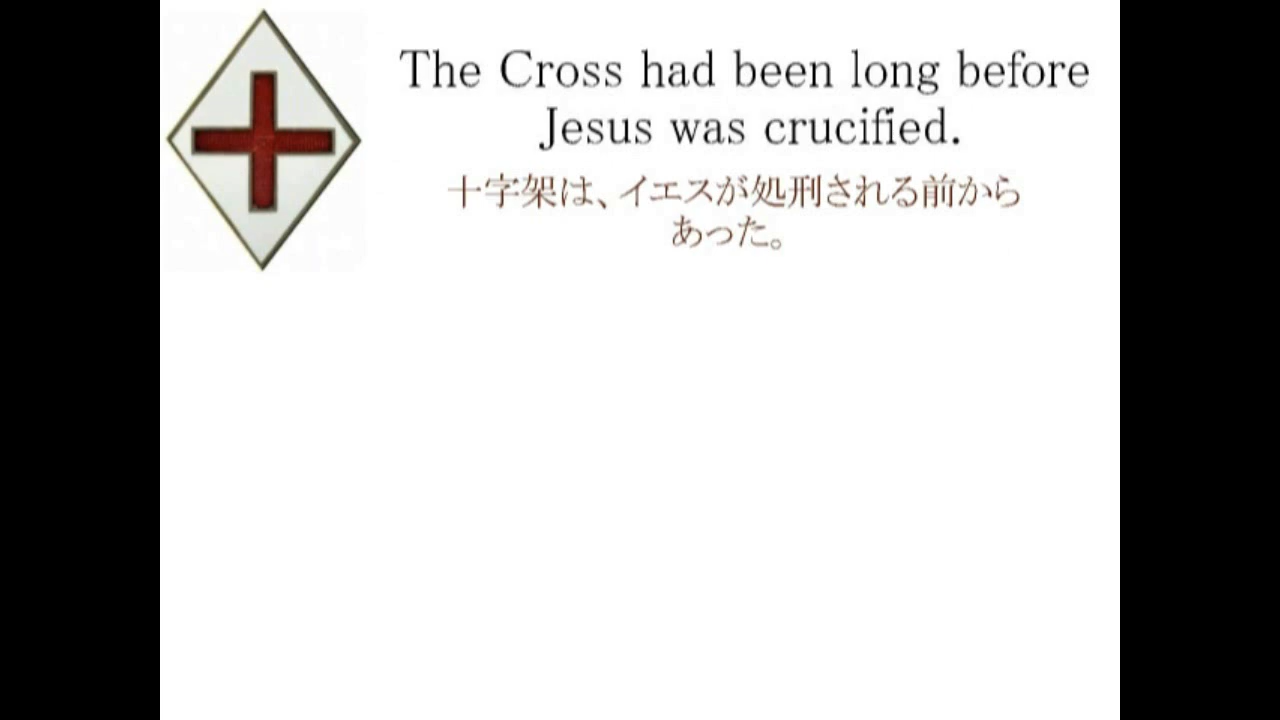 The Cross had been long before
Jesus was crucified.
十字架は、イエスが処刑される前から
あった。